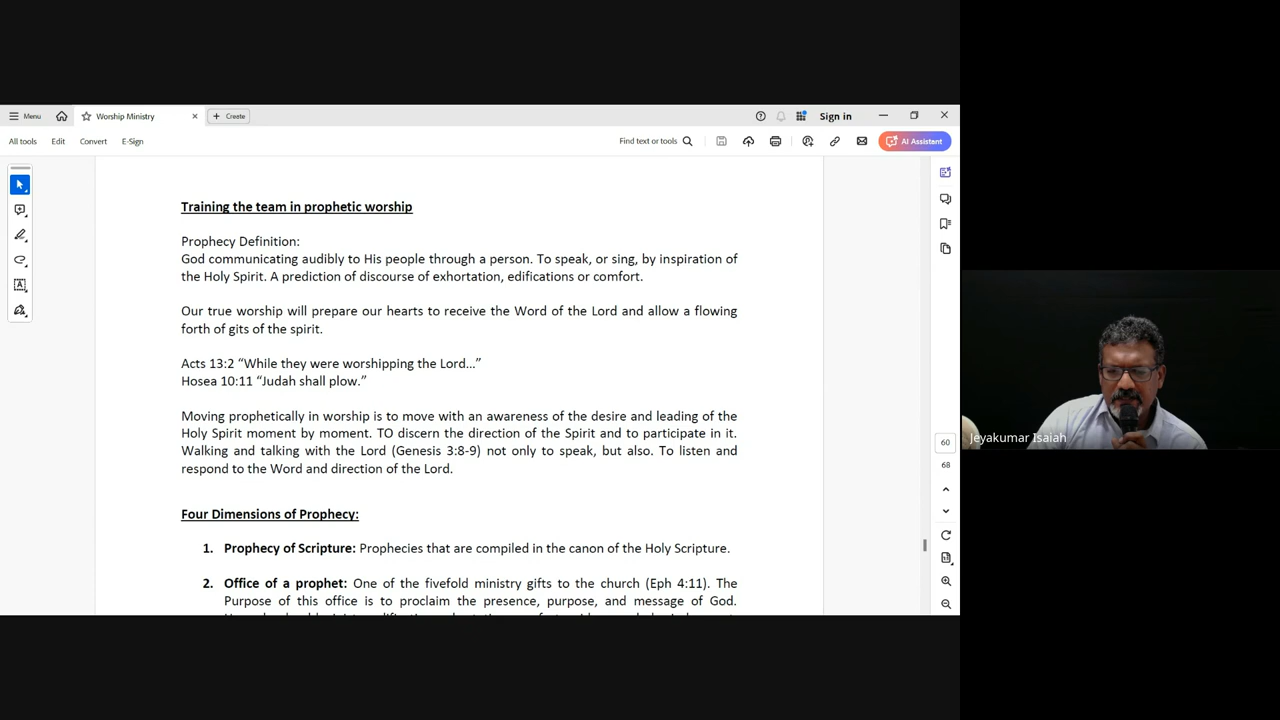 Menu
Worship Ministry
Create
Sign in
All tools
Edit
Convert
E-Sign
Find text or tools
AI Assistant
Training the team in prophetic worship
Prophecy Definition:
God communicating audibly to His people through a person. To speak, or sing, by inspiration of
the Holy Spirit. A prediction of discourse of exhortation, edifications or comfort.
Our true worship will prepare our hearts to receive the Word of the Lord and allow a flowing
forth of gits of the spirit.
Acts 13:2 “While they were worshipping the Lord...”
Hosea 10:11 “Judah shall plow.”
Moving prophetically in worship is to move with an awareness of the desire and leading of the
Holy Spirit moment by moment. TO discern the direction of the Spirit and to participate in it.
Walking and talking with the Lord (Genesis 3:8-9) not only to speak, but also. To listen and
respond to the Word and direction of the Lord.
Four Dimensions of Prophecy:
1. Prophecy of Scripture: Prophecies that are compiled in the canon of the Holy Scripture.
2. Office of a prophet: One of the fivefold ministry gifts to the church (Eph 4:11). The
Purpose of this office is to proclaim the presence, purpose, and message of God.
60
68
Jeyakumar Isaiah